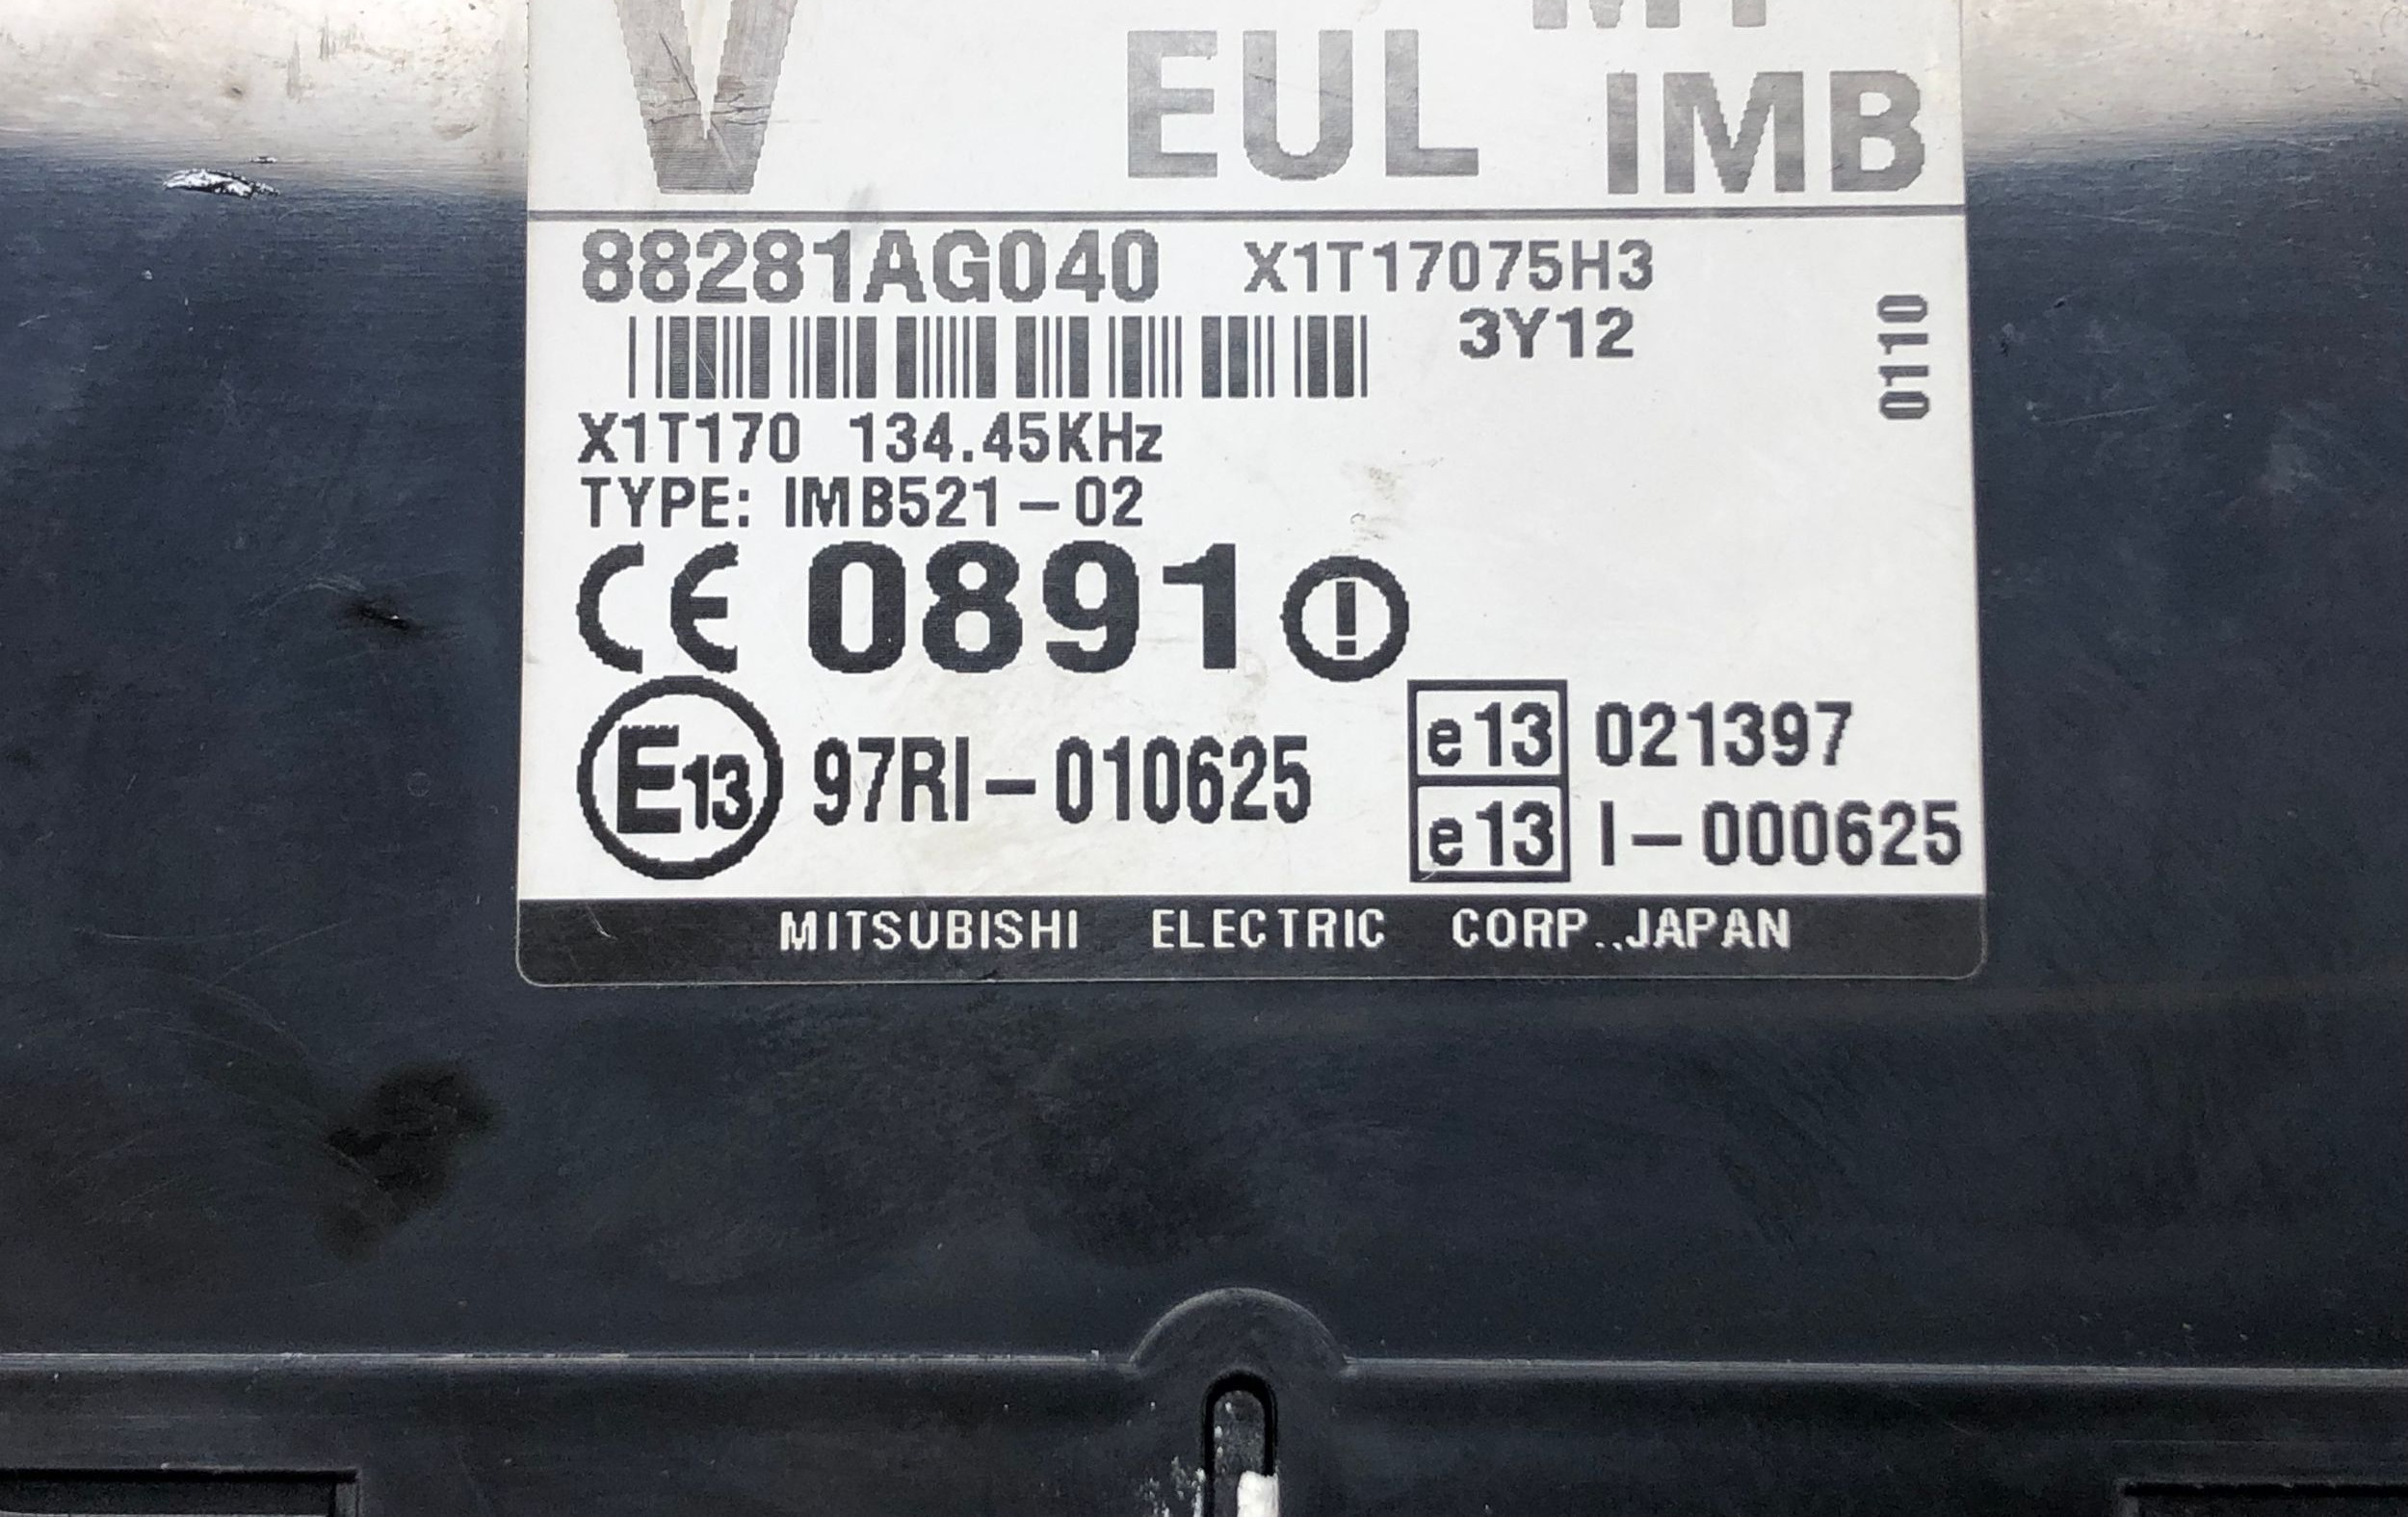 V EUL IMB
88281AG040 X1T17075H3
3Y12
0110
X1T170 134.45KHz
TYPE: IMB521-02
CE 0891
E13 97RI-010625
e13 021397
e13 I-000625
MITSUBISHI ELECTRIC CORP.,JAPAN